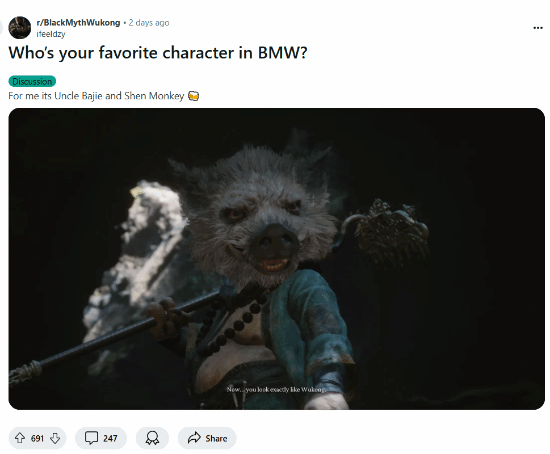 r/BlackMythWukong • 2 days ago
ifeeldzy
Who's your favorite character in BMW?
Discussion
For me its Uncle Bajie and Shen Monkey
Now... you look exactly like Wukong.
691
247
Share